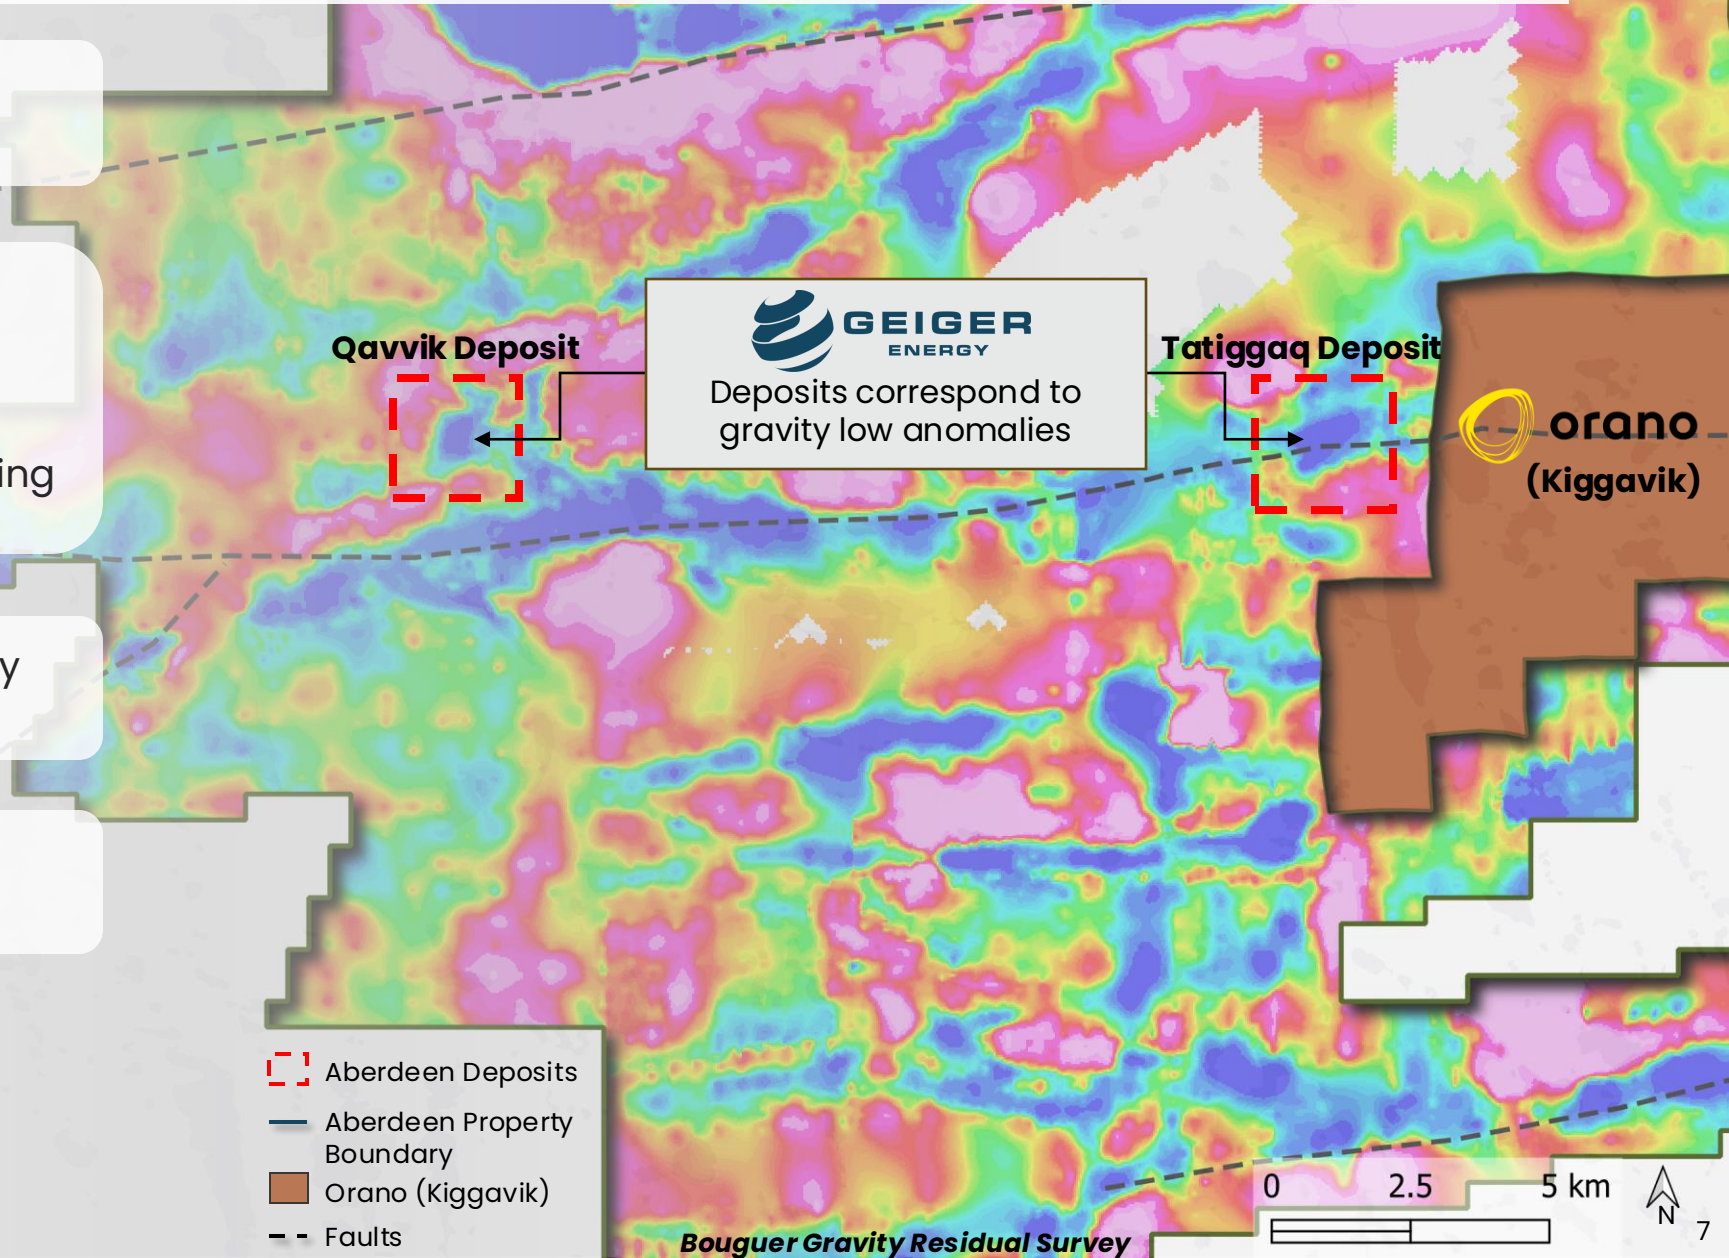 ing
y
Qavvik Deposit
GEIGER
ENERGY
Deposits correspond to
gravity low anomalies
Tatiggaq Deposit
orano
(Kiggavik)
Aberdeen Deposits
Aberdeen Property
Boundary
Orano (Kiggavik)
Faults
Bouguer Gravity Residual Survey
0 2.5 5 km
N
7